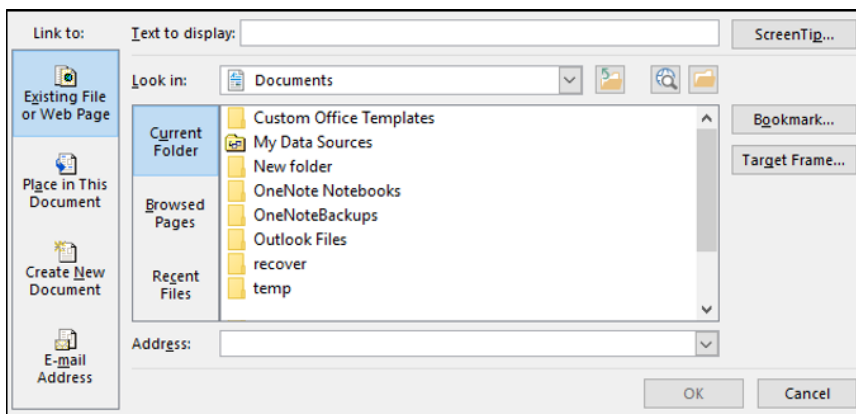 Link to:
Text to display:
ScreenTip...
Existing File
or Web Page
Look in:
Documents
Current
Folder
Custom Office Templates
My Data Sources
New folder
OneNote Notebooks
OneNoteBackups
Outlook Files
recover
temp
Bookmark...
Target Frame...
Place in This
Document
Browsed
Pages
Create New
Document
Recent
Files
E-mail
Address
Address:
OK
Cancel